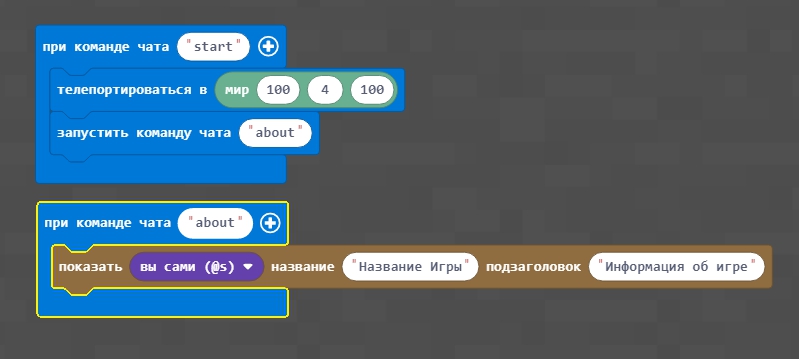 при команде чата "start"
телепортироваться в мир 100 4 100
запустить команду чата "about"
при команде чата "about"
показать вы сами (@s) название "Название Игры" подзаголовок "Информация об игре"